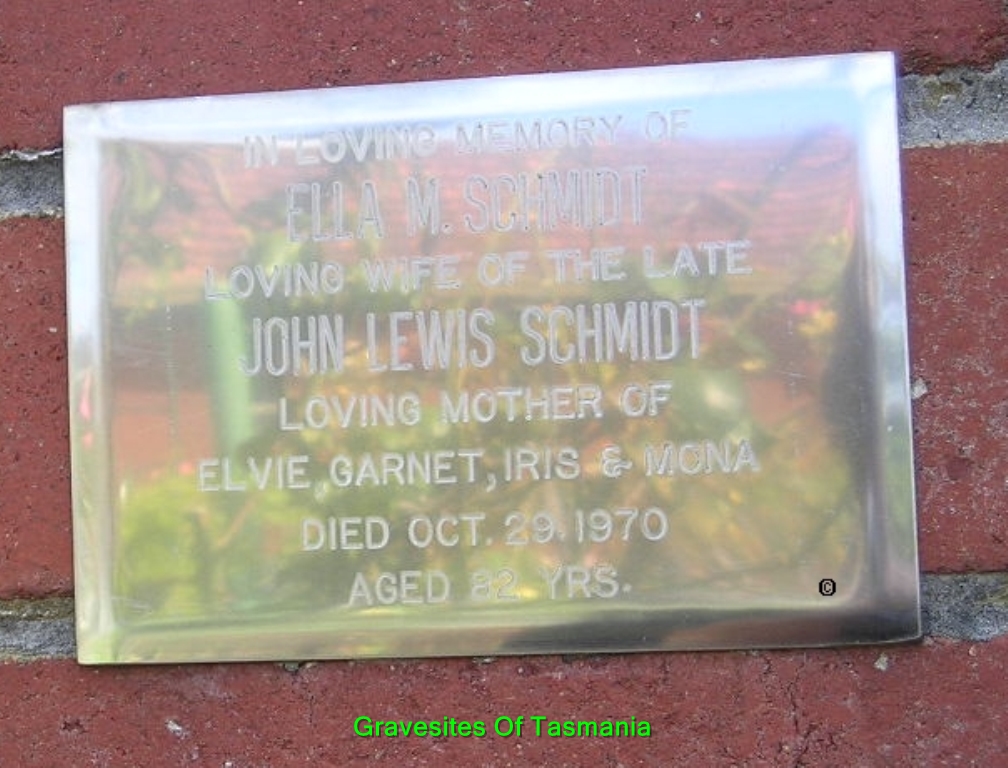 IN LOVING MEMORY OF
ELLA M. SCHMIDT
LOVING WIFE OF THE LATE
JOHN LEWIS SCHMIDT
LOVING MOTHER OF
ELVIE, GARNET, IRIS & MONA
DIED OCT. 29. 1970
AGED 82 YRS.
©
Gravesites Of Tasmania